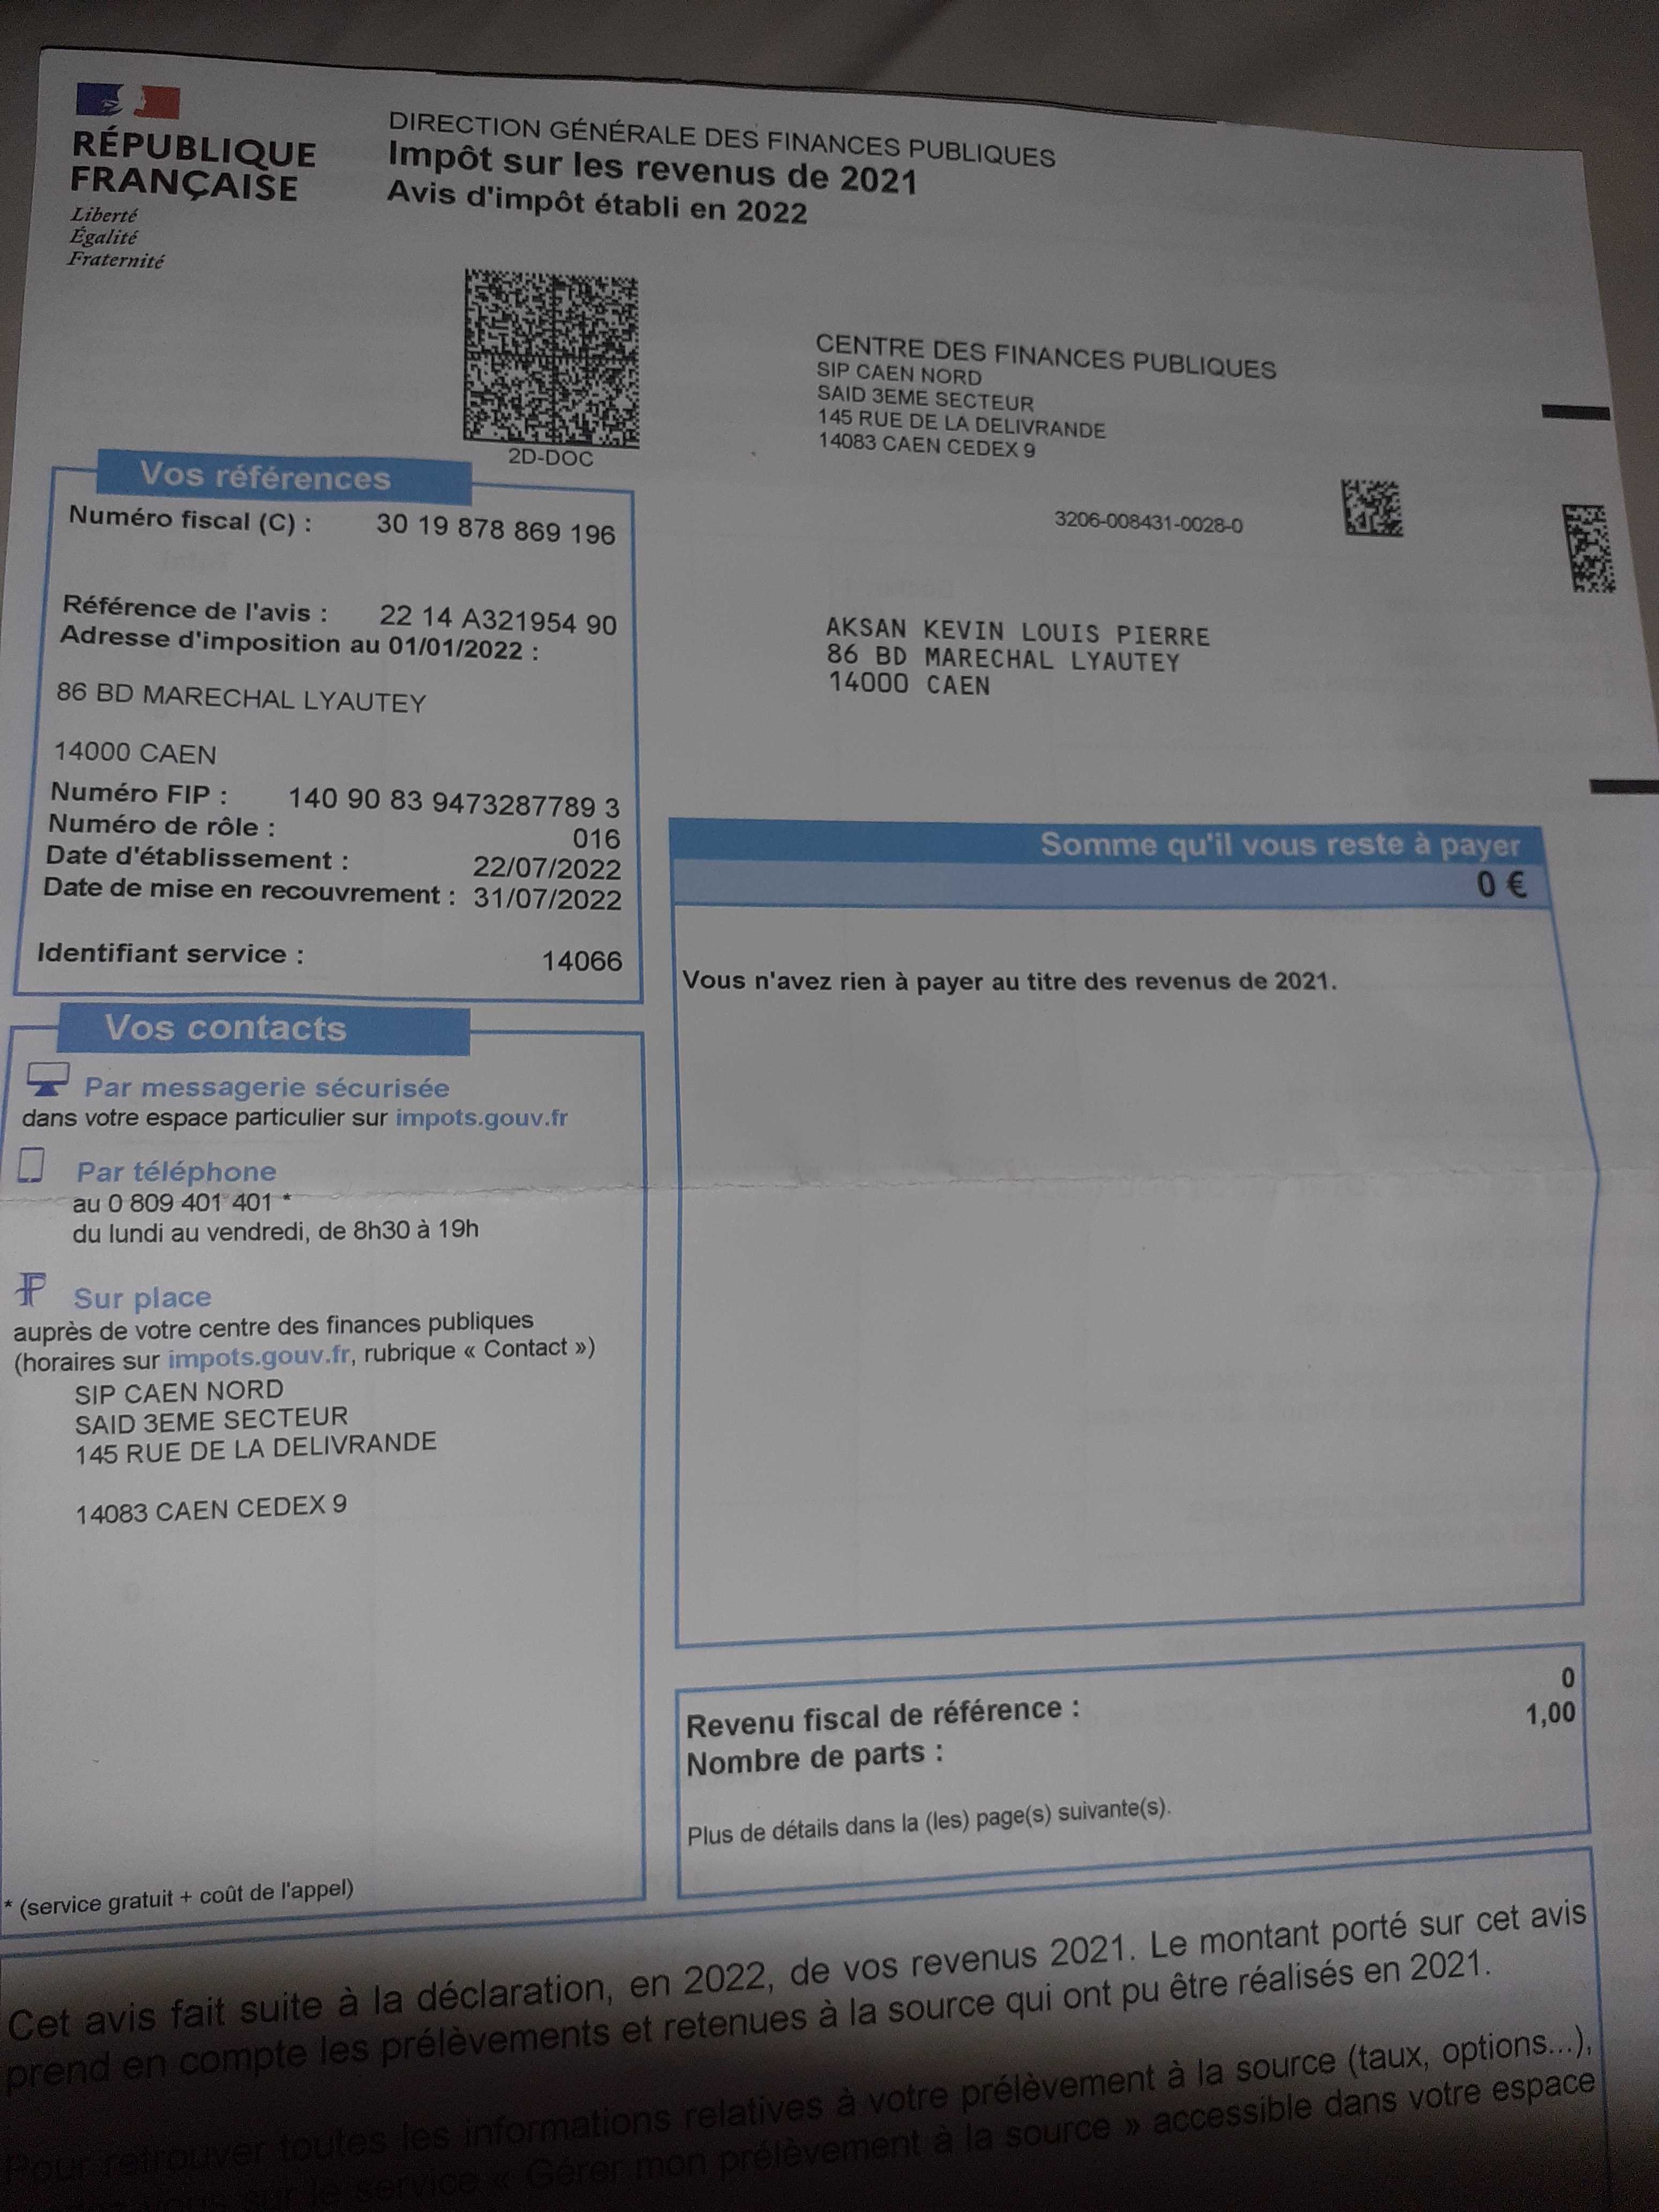 RÉPUBLIQUE
FRANÇAISE
Liberté
Égalité
Fraternité
DIRECTION GÉNÉRALE DES FINANCES PUBLIQUES
Impôt sur les revenus de 2021
Avis d'impôt établi en 2022
2D-DOC
CENTRE DES FINANCES PUBLIQUES
SIP CAEN NORD
SAID 3EME SECTEUR
145 RUE DE LA DELIVRANDE
14083 CAEN CEDEX 9
3206-008431-0028-0
AKSAN KEVIN LOUIS PIERRE
86 BD MARECHAL LYAUTEY
14000 CAEN
Vos références
Numéro fiscal (C) : 30 19 878 869 196
Référence de l'avis : 22 14 A321954 90
Adresse d'imposition au 01/01/2022 :
86 BD MARECHAL LYAUTEY
14000 CAEN
Numéro FIP : 140 90 83 9473287789 3
Numéro de rôle : 016
Date d'établissement : 22/07/2022
Date de mise en recouvrement : 31/07/2022
Identifiant service : 14066
Somme qu'il vous reste à payer
0 €
Vous n'avez rien à payer au titre des revenus de 2021.
Vos contacts
Par messagerie sécurisée
dans votre espace particulier sur impots.gouv.fr
Par téléphone
au 0 809 401 401 *
du lundi au vendredi, de 8h30 à 19h
Sur place
auprès de votre centre des finances publiques
(horaires sur impots.gouv.fr, rubrique « Contact »)
SIP CAEN NORD
SAID 3EME SECTEUR
145 RUE DE LA DELIVRANDE
14083 CAEN CEDEX 9
* (service gratuit + coût de l'appel)
Revenu fiscal de référence : 0
Nombre de parts : 1,00
Plus de détails dans la (les) page(s) suivante(s).
Cet avis fait suite à la déclaration, en 2022, de vos revenus 2021. Le montant porté sur cet avis
prend en compte les prélèvements et retenues à la source qui ont pu être réalisés en 2021.
Pour retrouver toutes les informations relatives à votre prélèvement à la source (taux, options...),
sur le service « Gérer mon prélèvement à la source » accessible dans votre espace